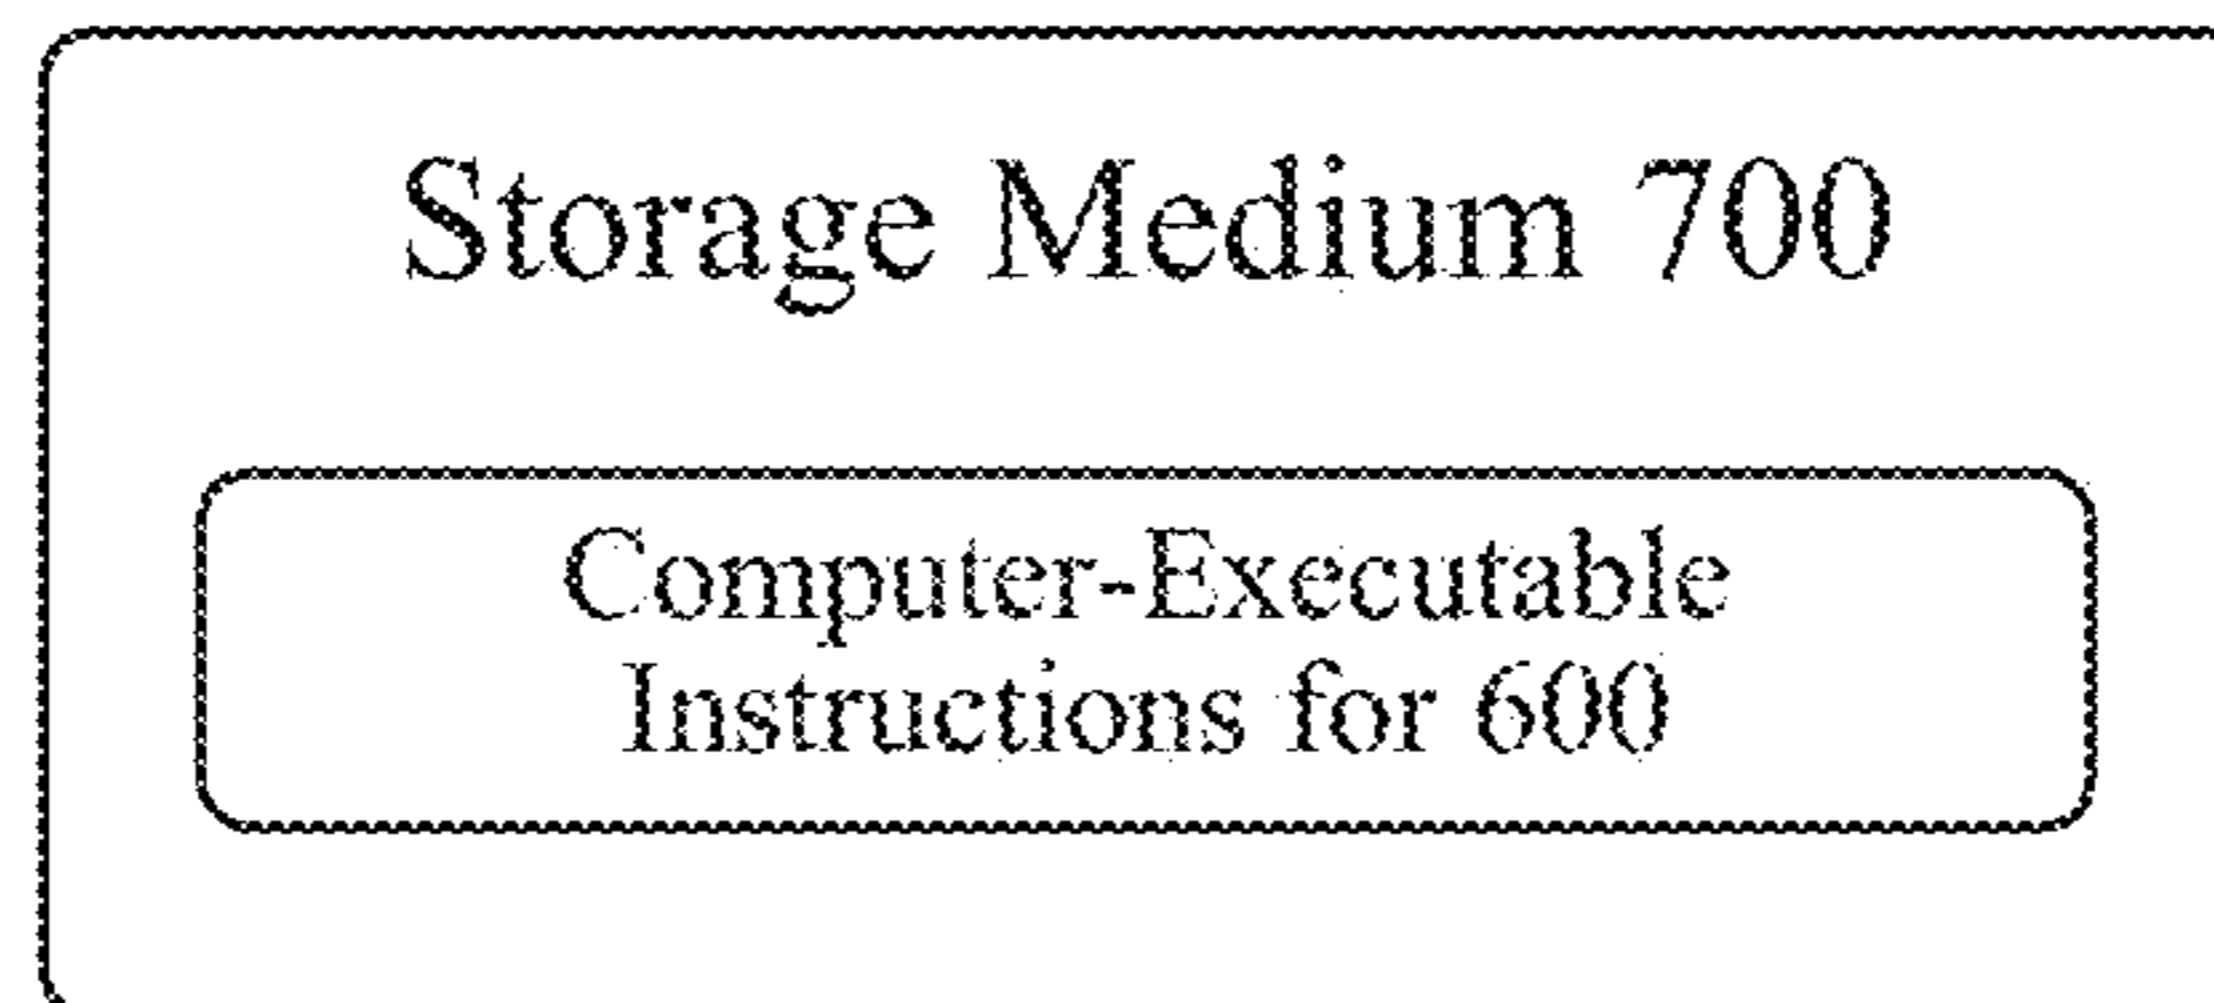 Storage Medium 700
Computer-Executable
Instructions for 600